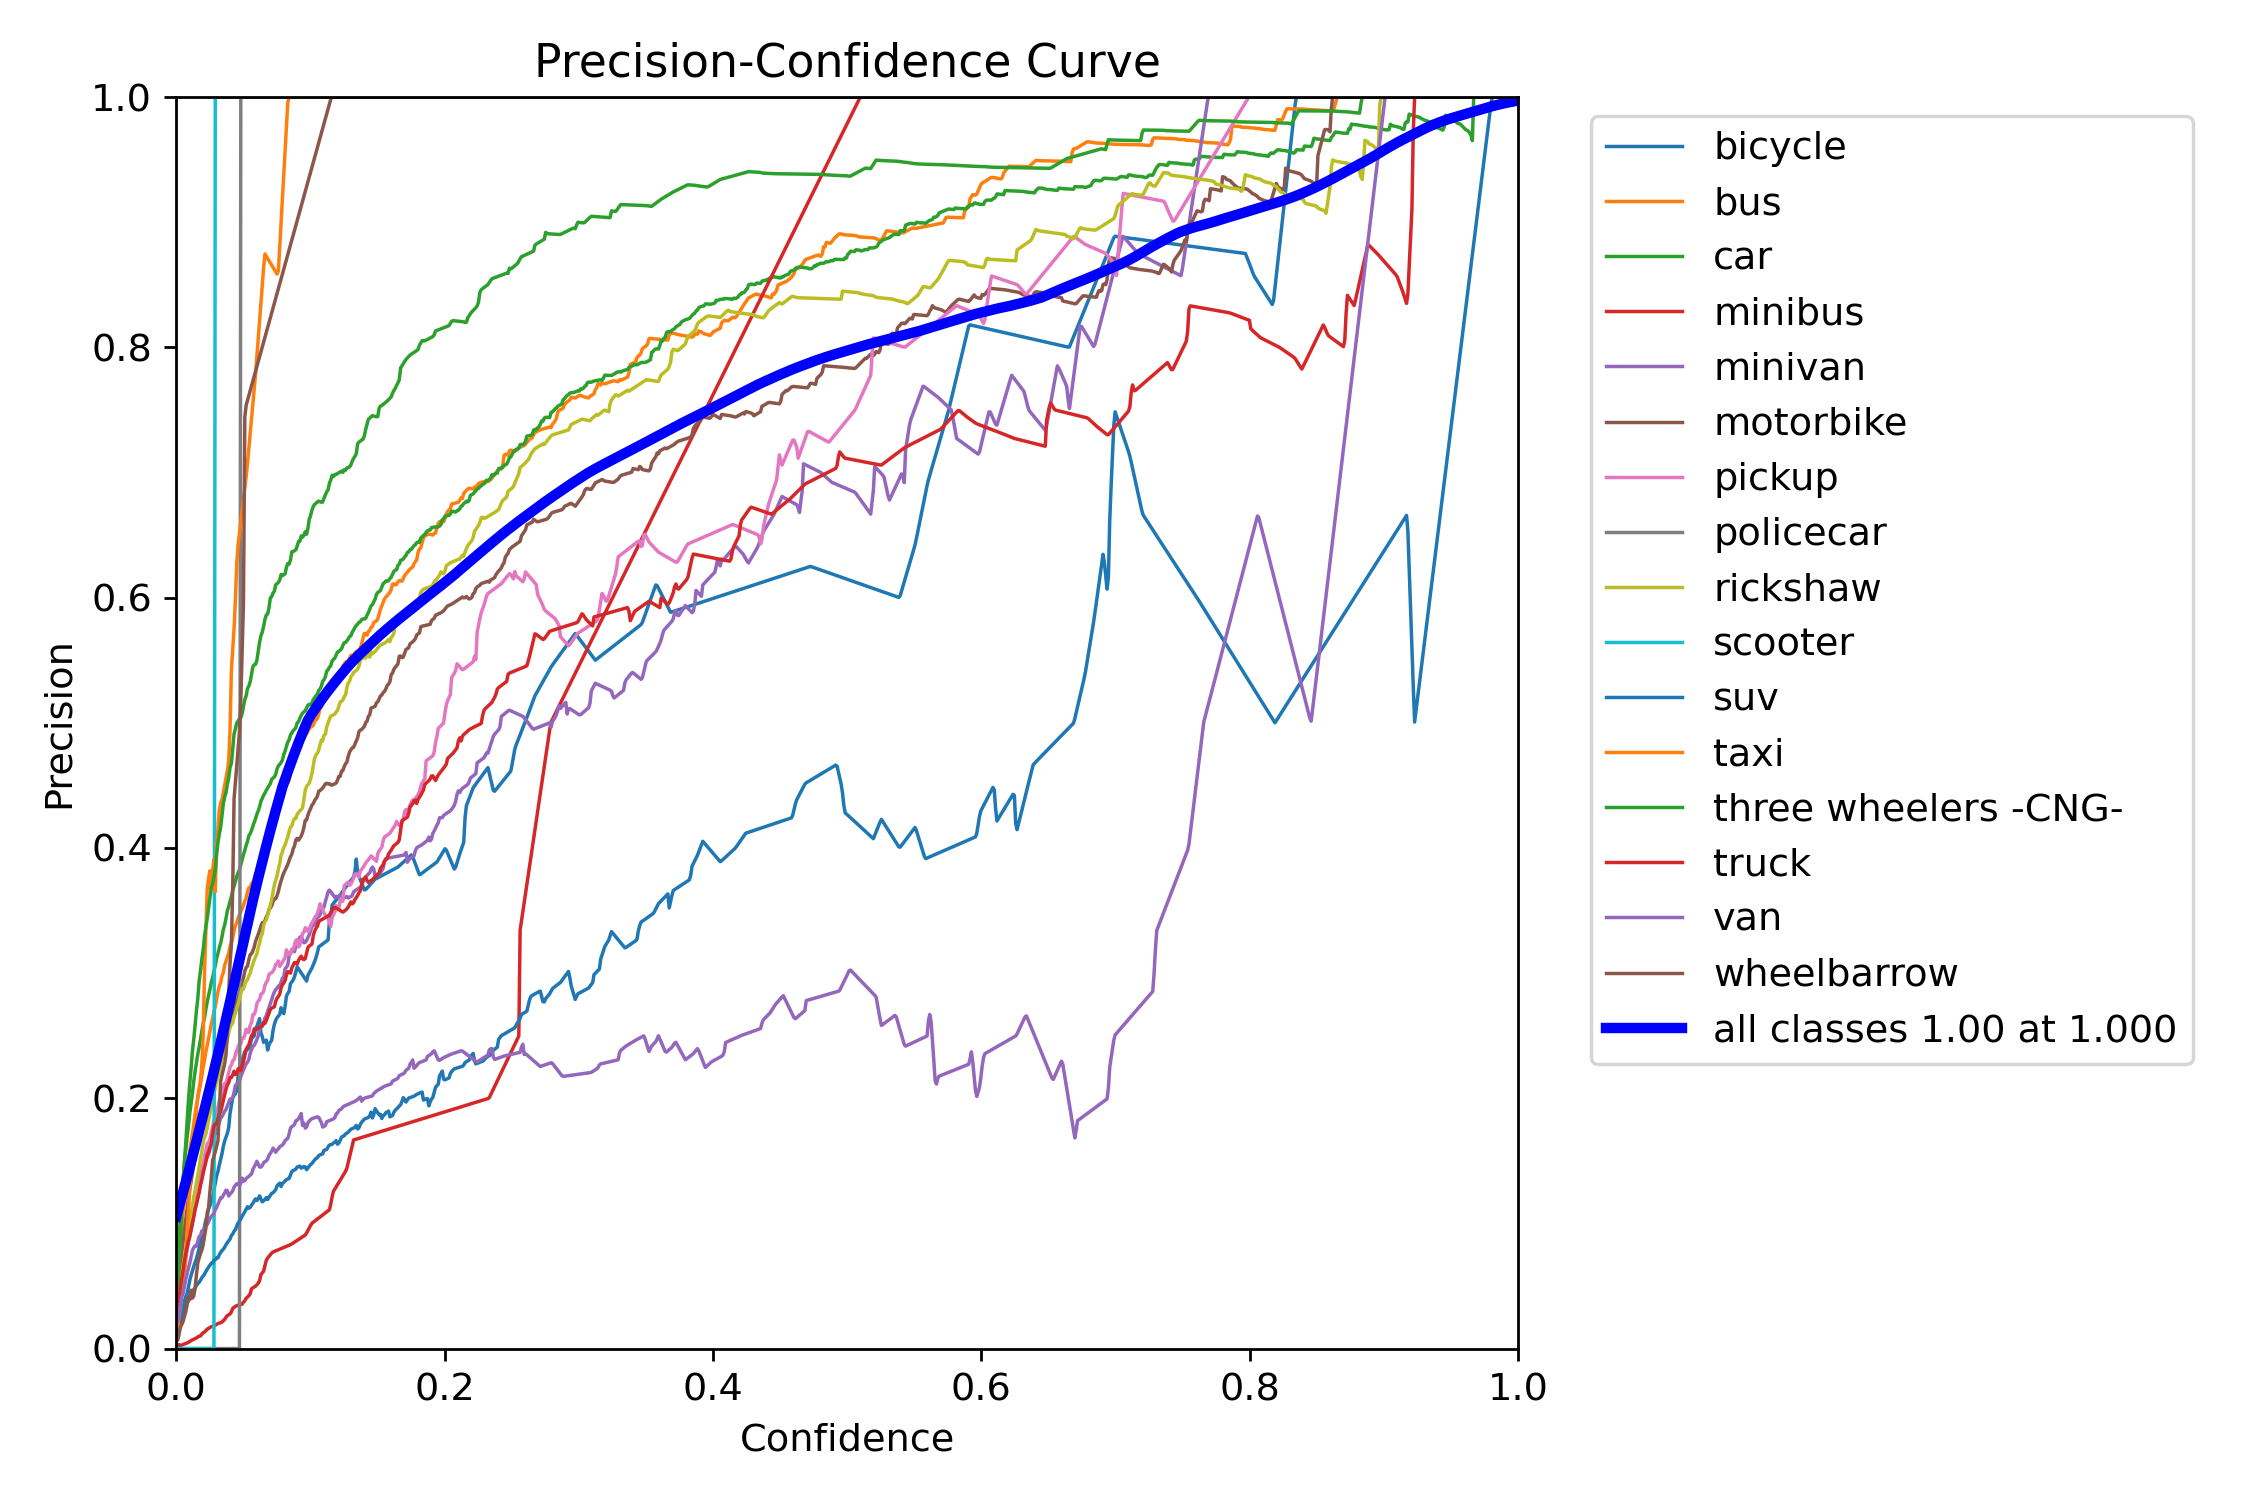 Precision-Confidence Curve
1.0
0.8
0.6
0.4
0.2
0.0
Precision
0.0 0.2 0.4 0.6 0.8 1.0
Confidence
bicycle
bus
car
minibus
minivan
motorbike
pickup
policecar
rickshaw
scooter
suv
taxi
three wheelers -CNG-
truck
van
wheelbarrow
all classes 1.00 at 1.000